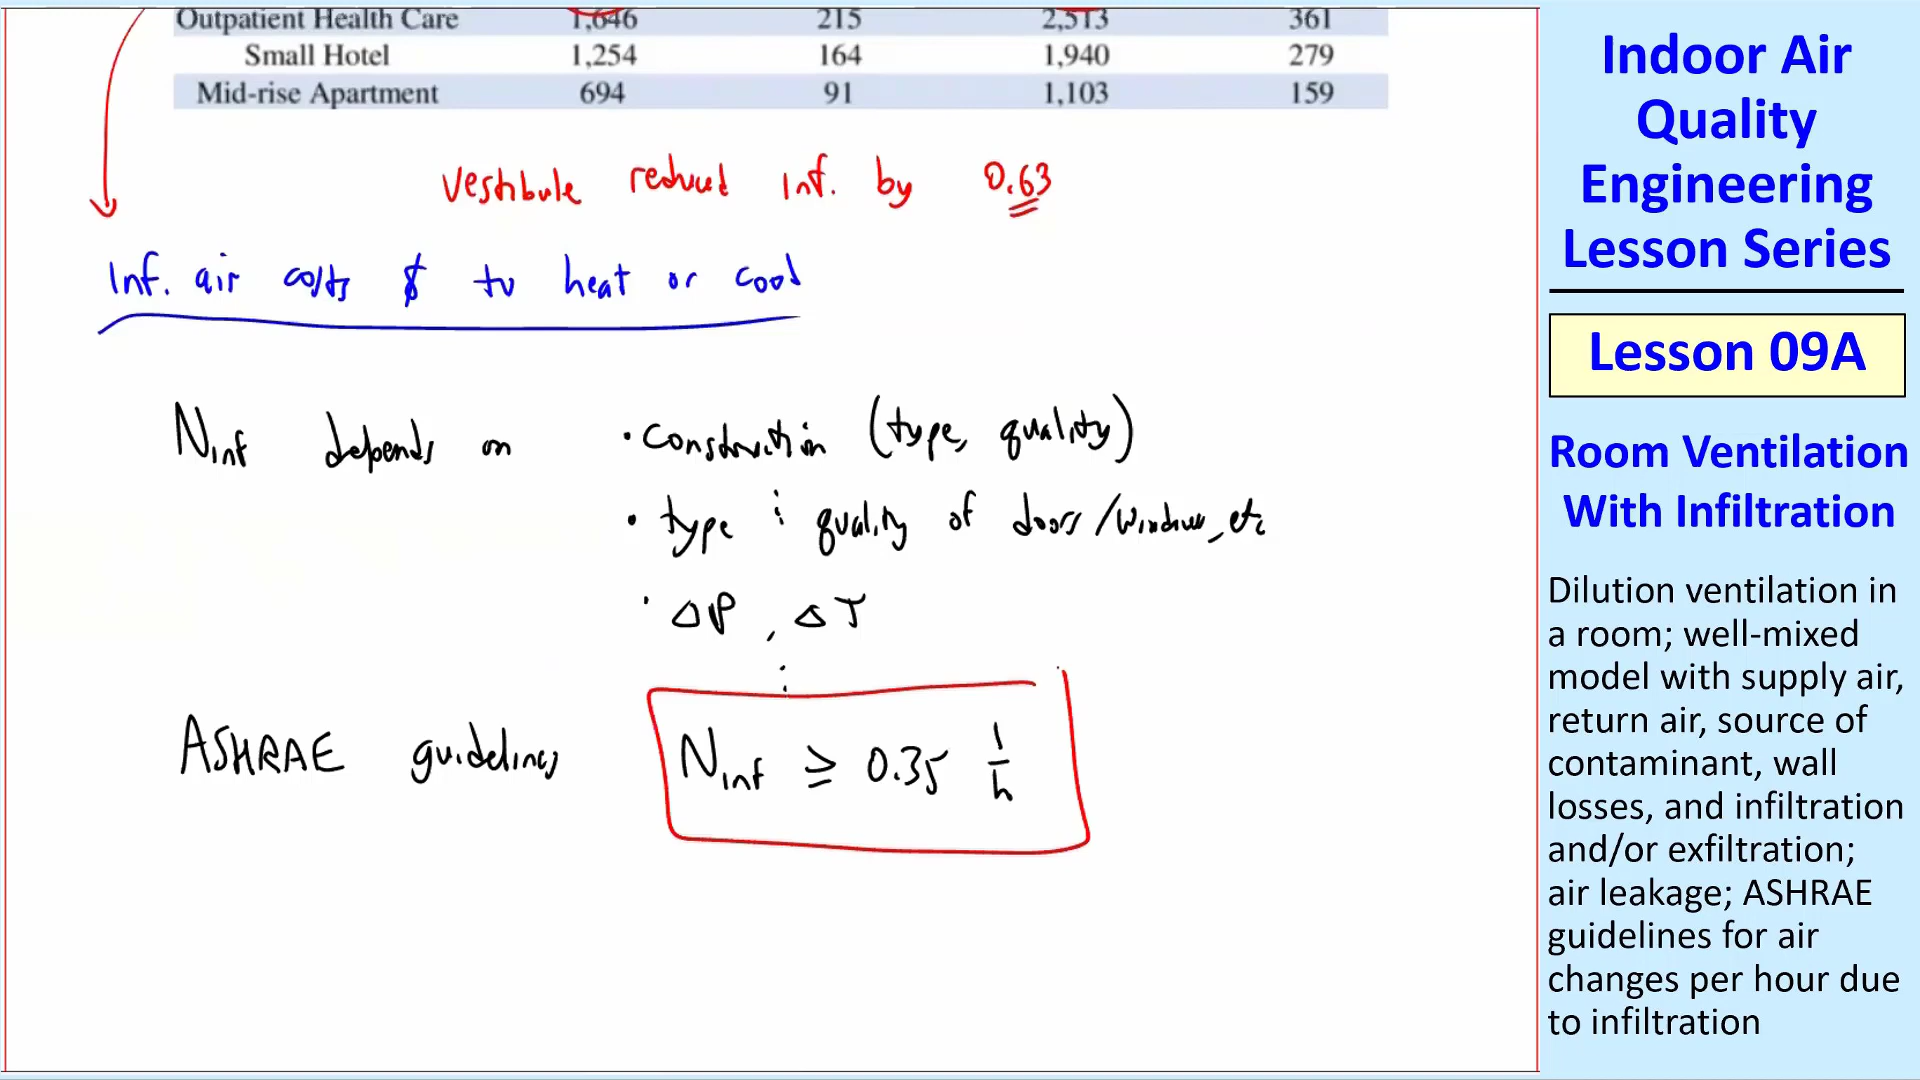 Outpatient Health Care 1,646 215 2,513 361
Small Hotel 1,254 164 1,940 279
Mid-rise Apartment 694 91 1,103 159
Vestibule reduced inf. by 0.63
Inf. air costs $ to heat or cool
Ninf depends on • construction (type, quality)
• type & quality of doors/windows, etc
• ΔP, ΔT
⋮
ASHRAE guidelines Ninf ≥ 0.35 1/h
Indoor Air
Quality
Engineering
Lesson Series
Lesson 09A
Room Ventilation
With Infiltration
Dilution ventilation in
a room; well-mixed
model with supply air,
return air, source of
contaminant, wall
losses, and infiltration
and/or exfiltration;
air leakage; ASHRAE
guidelines for air
changes per hour due
to infiltration